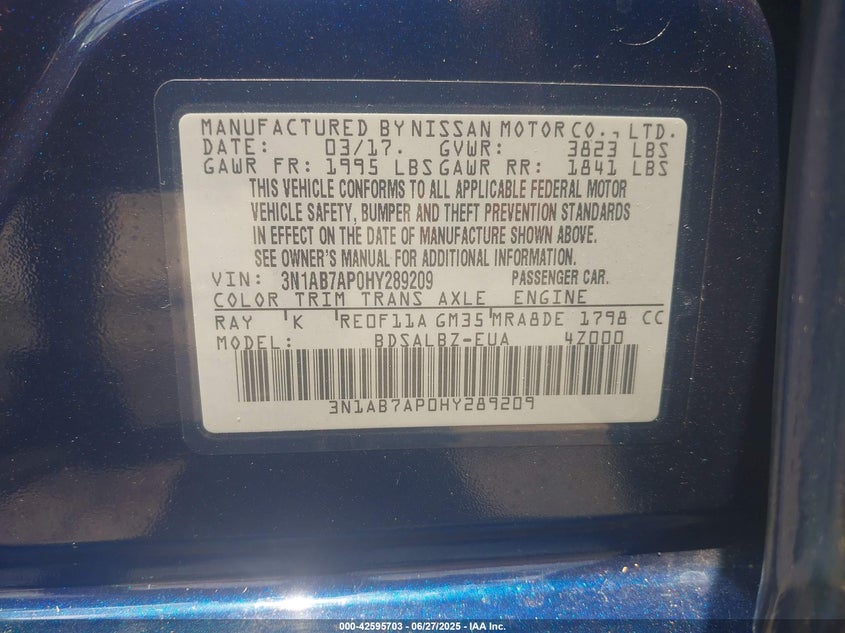 MANUFACTURED BY NISSAN MOTOR CO., LTD.
DATE: 03/17. GVWR: 3823 LBS
GAWR FR: 1995 LBS GAWR RR: 1841 LBS
THIS VEHICLE CONFORMS TO ALL APPLICABLE FEDERAL MOTOR
VEHICLE SAFETY, BUMPER AND THEFT PREVENTION STANDARDS
IN EFFECT ON THE DATE OF MANUFACTURE SHOWN ABOVE.
SEE OWNER'S MANUAL FOR ADDITIONAL INFORMATION.
VIN: 3N1AB7AP0HY289209 PASSENGER CAR.
COLOR TRIM TRANS AXLE ENGINE
RAY K RE0F11A GM35 MRA8DE 1798 CC
MODEL: BDSALBZ-EUA 4Z000
3N1AB7AP0HY289209
000-42595703 - 06/27/2025 - IAA Inc.